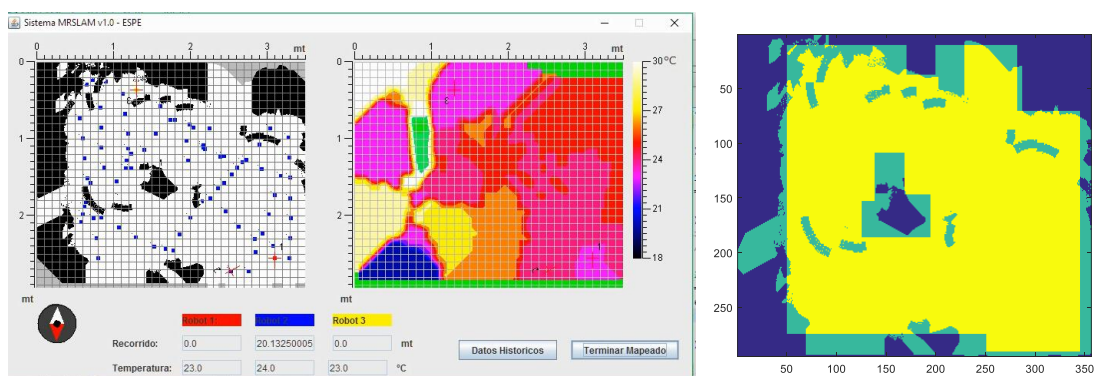 Sistema MRSLAM v1.0 - ESPE
0 1 2 3 mt
0 1 2 3 mt
0
1
2
mt
0
1
2
mt
30°C
27
24
21
18
Robot 1: Robot 2: Robot 3
Recorrido: 0.0 20.13250005 0.0 mt
Temperatura: 23.0 24.0 23.0 °C
Datos Historicos
Terminar Mapeado
50
100
150
200
250
50 100 150 200 250 300 350